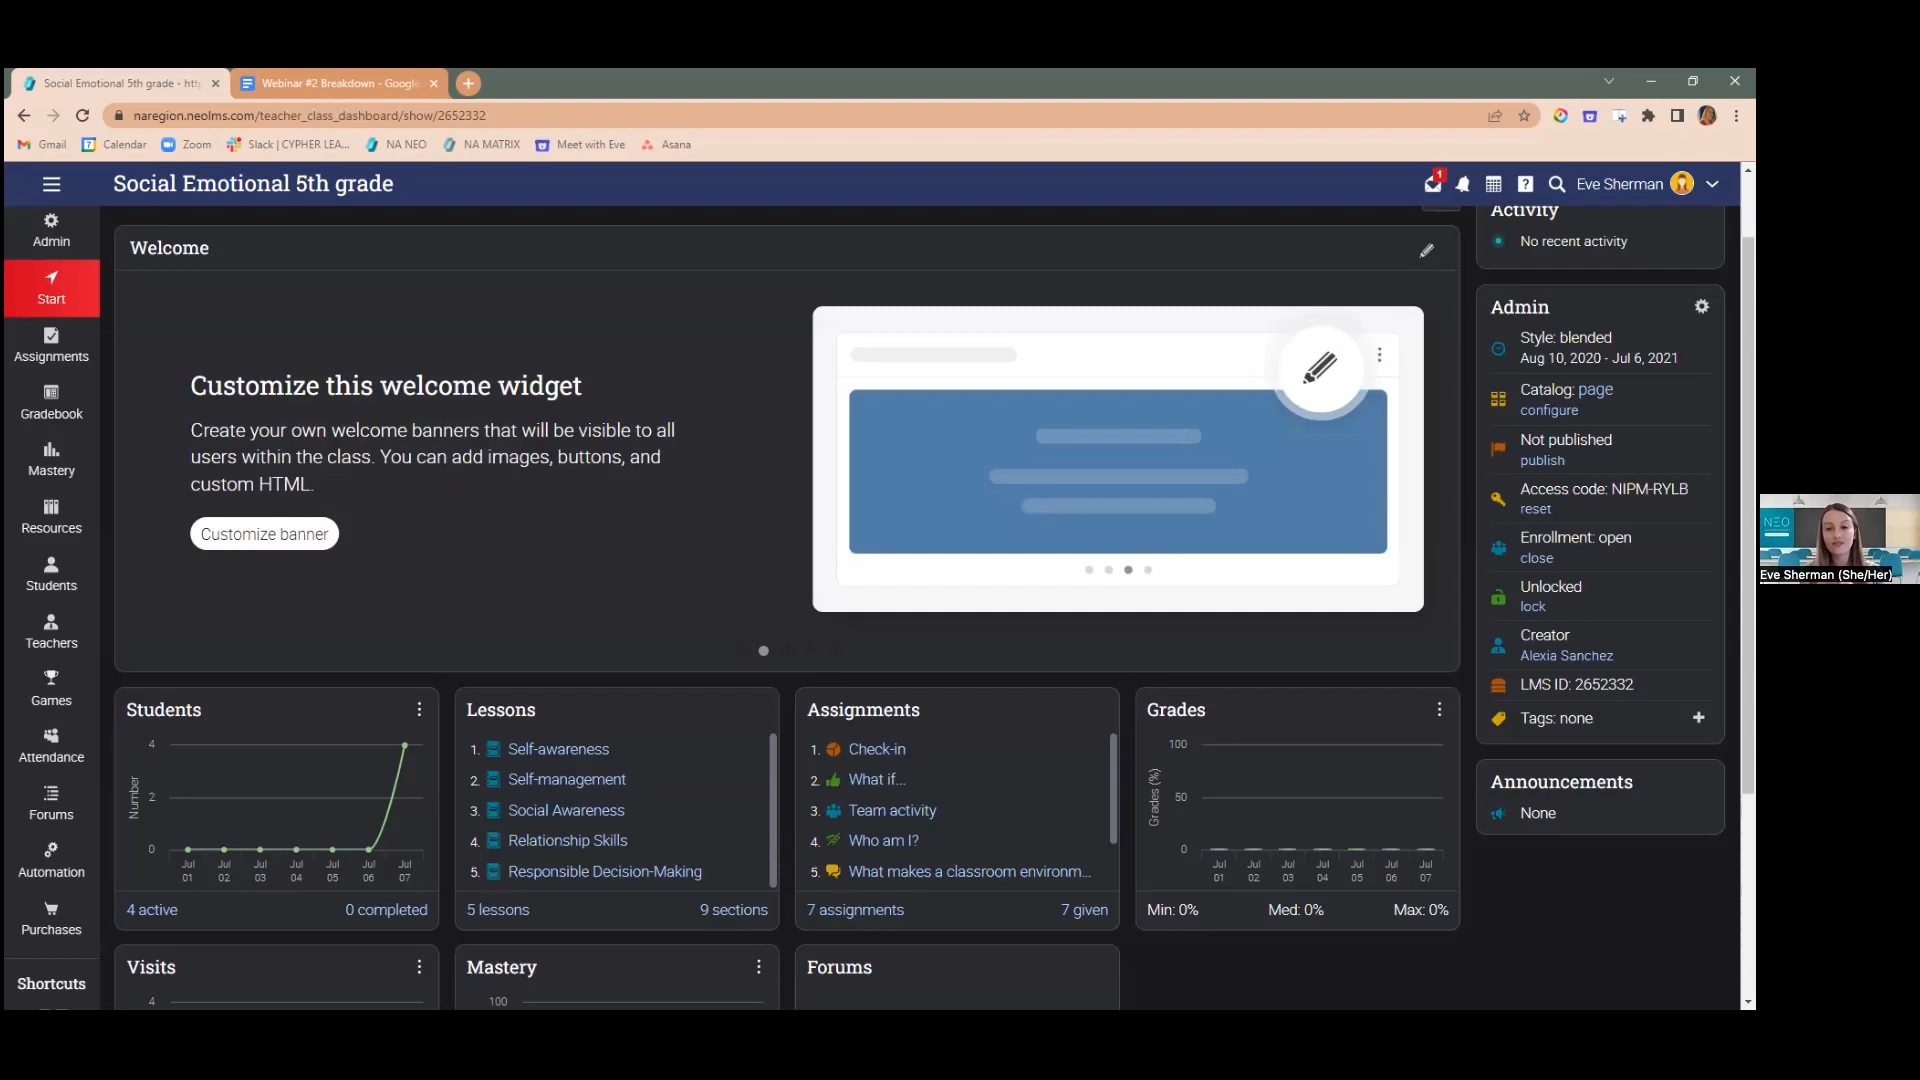 Social Emotional 5th grade - htt
Webinar #2 Breakdown - Google
naregion.neolms.com/teacher_class_dashboard/show/2652332
Gmail
7
Calendar
Zoom
Slack | CYPHER LEA...
NA NEO
NA MATRIX
Meet with Eve
Asana
Social Emotional 5th grade
1
?
Eve Sherman
Admin
Start
Assignments
Gradebook
Mastery
Resources
Students
Teachers
Games
Attendance
Forums
Automation
Purchases
Shortcuts
Welcome
Customize this welcome widget
Create your own welcome banners that will be visible to all
users within the class. You can add images, buttons, and
custom HTML.
Customize banner
Students
4
2
0
Number
Jul 01
Jul 02
Jul 03
Jul 04
Jul 05
Jul 06
Jul 07
4 active
0 completed
Lessons
1. Self-awareness
2. Self-management
3. Social Awareness
4. Relationship Skills
5. Responsible Decision-Making
5 lessons
9 sections
Assignments
1. Check-in
2. What if...
3. Team activity
4. Who am I?
5. What makes a classroom environm...
7 assignments
7 given
Grades
100
50
0
Grades (%)
Jul 01
Jul 02
Jul 03
Jul 04
Jul 05
Jul 06
Jul 07
Min: 0%
Med: 0%
Max: 0%
Visits
4
Mastery
100
Forums
Activity
No recent activity
Admin
Style: blended
Aug 10, 2020 - Jul 6, 2021
Catalog: page
configure
Not published
publish
Access code: NIPM-RYLB
reset
Enrollment: open
close
Unlocked
lock
Creator
Alexia Sanchez
LMS ID: 2652332
Tags: none
Announcements
None
NEO
Eve Sherman (She/Her)